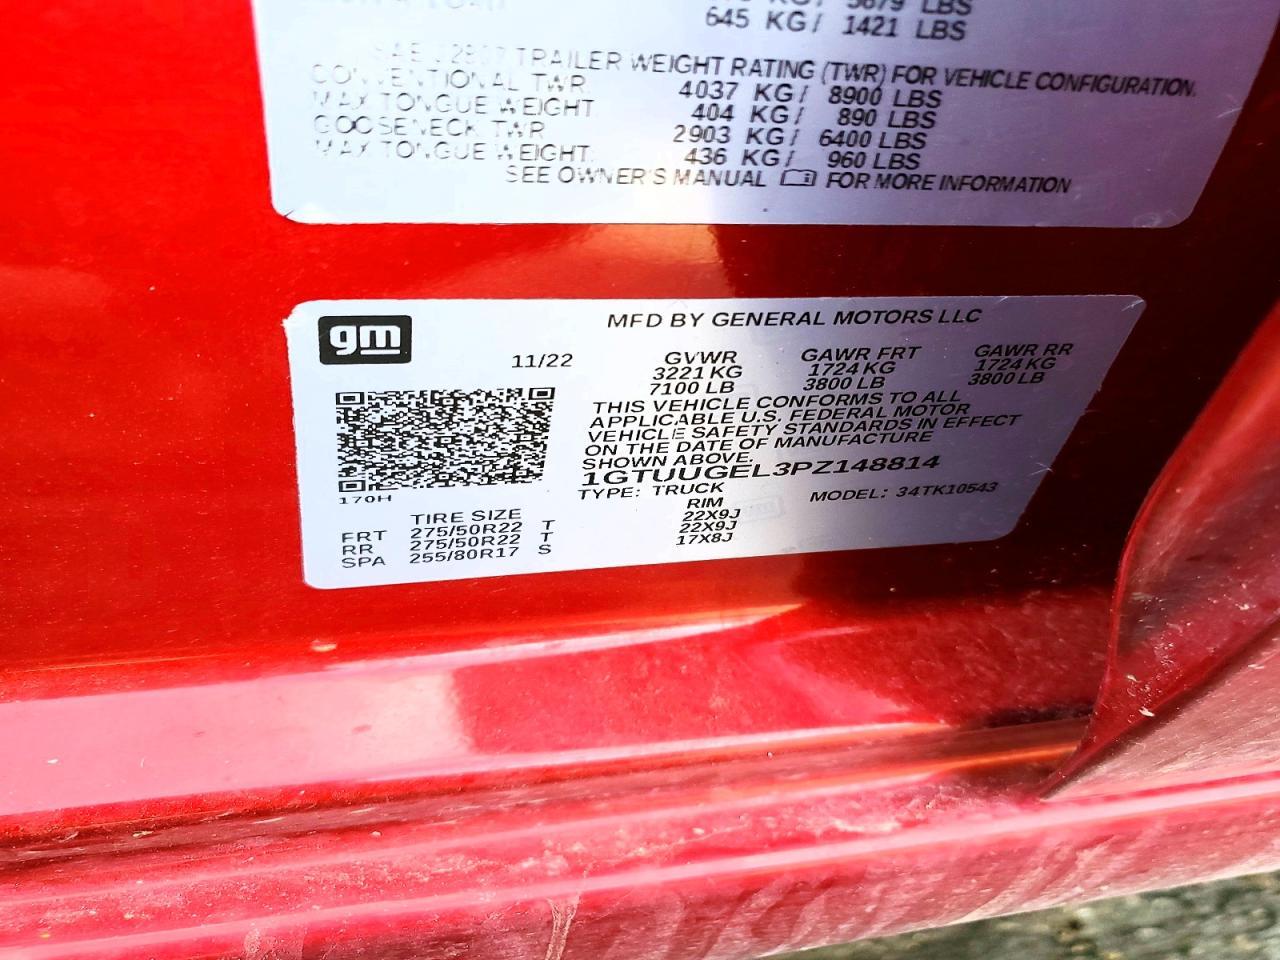 5879 LBS
645 KG/ 1421 LBS
SAE J2807 TRAILER WEIGHT RATING (TWR) FOR VEHICLE CONFIGURATION.
CONVENTIONAL TWR 4037 KG/ 8900 LBS
MAX TONGUE WEIGHT 404 KG/ 890 LBS
GOOSENECK TWR 2903 KG/ 6400 LBS
MAX TONGUE WEIGHT 436 KG/ 960 LBS
SEE OWNER'S MANUAL FOR MORE INFORMATION
gm
MFD BY GENERAL MOTORS LLC
11/22 GVWR GAWR FRT GAWR RR
3221 KG 1724 KG 1724 KG
7100 LB 3800 LB 3800 LB
THIS VEHICLE CONFORMS TO ALL
APPLICABLE U.S. FEDERAL MOTOR
VEHICLE SAFETY STANDARDS IN EFFECT
ON THE DATE OF MANUFACTURE
SHOWN ABOVE.
1GTUUGEL3PZ148814
170H
TYPE: TRUCK MODEL: 34TK10543
TIRE SIZE RIM
FRT 275/50R22 T 22X9J
RR 275/50R22 T 22X9J
SPA 255/80R17 S 17X8J